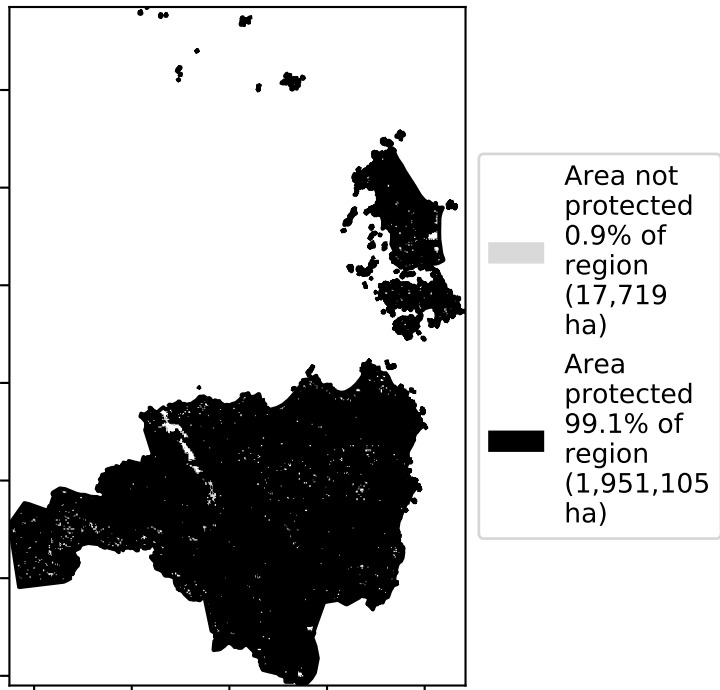 Area not
protected
0.9% of
region
(17,719
ha)
Area
protected
99.1% of
region
(1,951,105
ha)